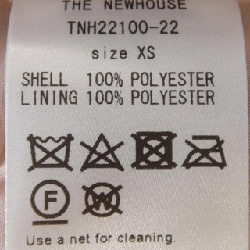 THE NEWHOUSE
TNH22100-22
size XS
SHELL 100% POLYESTER
LINING 100% POLYESTER
F W
Use a net for cleaning.